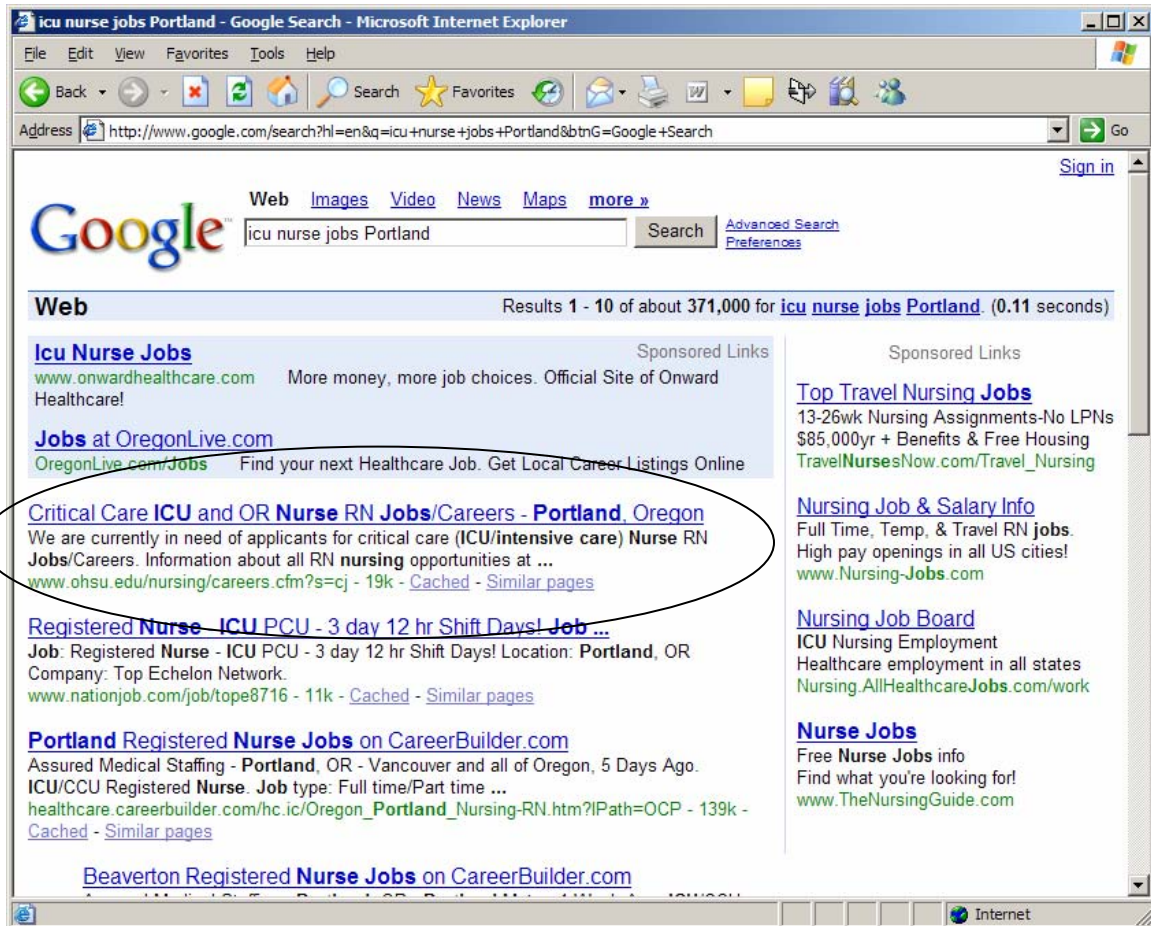 icu nurse jobs Portland - Google Search - Microsoft Internet Explorer
File Edit View Favorites Tools Help
Back Search Favorites
Address http://www.google.com/search?hl=en&q=icu+nurse+jobs+Portland&btnG=Google+Search Go
Sign in
Web Images Video News Maps more »
Google™ icu nurse jobs Portland Search Advanced Search
Preferences
Web Results 1 - 10 of about 371,000 for icu nurse jobs Portland. (0.11 seconds)
Icu Nurse Jobs Sponsored Links
www.onwardhealthcare.com More money, more job choices. Official Site of Onward
Healthcare!
Jobs at OregonLive.com
OregonLive.com/Jobs Find your next Healthcare Job. Get Local Career Listings Online
Critical Care ICU and OR Nurse RN Jobs/Careers - Portland, Oregon
We are currently in need of applicants for critical care (ICU/intensive care) Nurse RN
Jobs/Careers. Information about all RN nursing opportunities at ...
www.ohsu.edu/nursing/careers.cfm?s=cj - 19k - Cached - Similar pages
Registered Nurse - ICU PCU - 3 day 12 hr Shift Days! Job ...
Job: Registered Nurse - ICU PCU - 3 day 12 hr Shift Days! Location: Portland, OR
Company: Top Echelon Network.
www.nationjob.com/job/tope8716 - 11k - Cached - Similar pages
Portland Registered Nurse Jobs on CareerBuilder.com
Assured Medical Staffing - Portland, OR - Vancouver and all of Oregon, 5 Days Ago.
ICU/CCU Registered Nurse. Job type: Full time/Part time ...
healthcare.careerbuilder.com/hc.ic/Oregon_Portland_Nursing-RN.htm?IPath=OCP - 139k -
Cached - Similar pages
Beaverton Registered Nurse Jobs on CareerBuilder.com
Sponsored Links
Top Travel Nursing Jobs
13-26wk Nursing Assignments-No LPNs
$85,000yr + Benefits & Free Housing
TravelNursesNow.com/Travel_Nursing
Nursing Job & Salary Info
Full Time, Temp, & Travel RN jobs.
High pay openings in all US cities!
www.Nursing-Jobs.com
Nursing Job Board
ICU Nursing Employment
Healthcare employment in all states
Nursing.AllHealthcareJobs.com/work
Nurse Jobs
Free Nurse Jobs info
Find what you're looking for!
www.TheNursingGuide.com
Internet